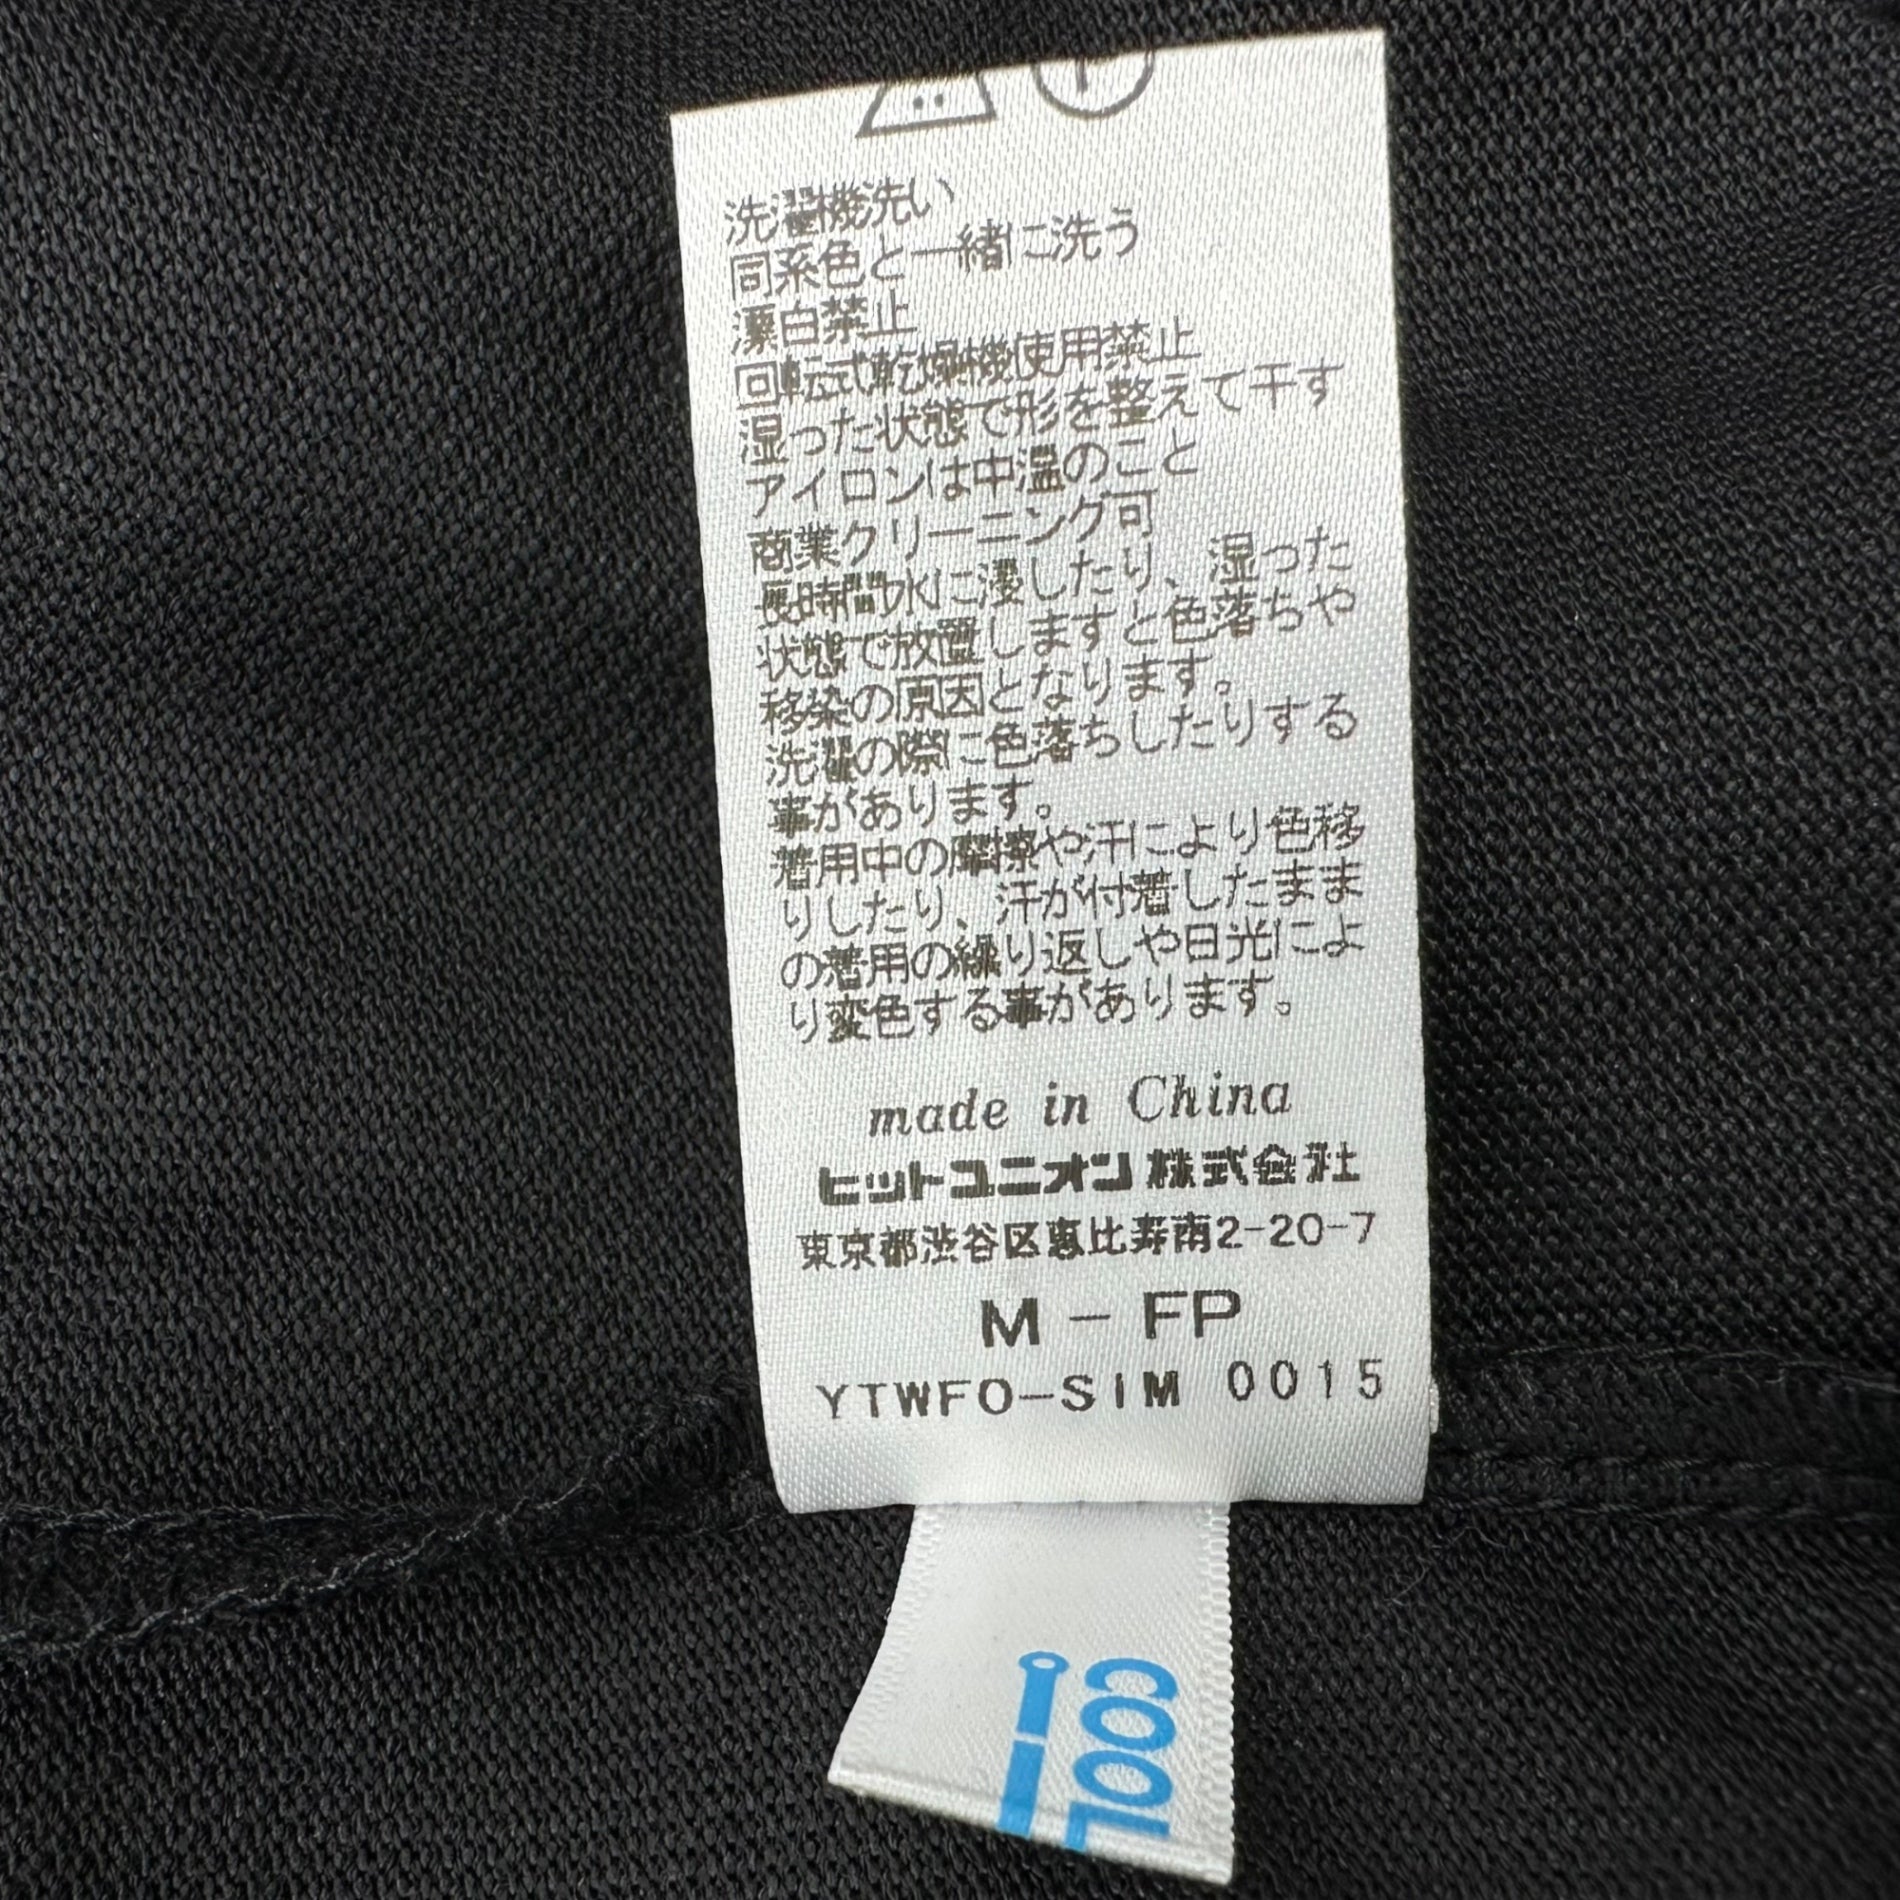 P
洗濯機洗い
同系色と一緒に洗う
漂白禁止
回転式乾燥機使用禁止
湿った状態で形を整えて干す
アイロンは中温のこと
商業クリーニング可
長時間水に浸したり、湿った
状態で放置しますと色落ちや
移染の原因となります。
洗濯の際に色落ちしたりする
事があります。
着用中の摩擦や汗により色移
りしたり、汗が付着したまま
の着用の繰り返しや日光によ
り変色する事があります。
made in China
ヒットユニオン株式会社
東京都渋谷区恵比寿南2-20-7
M - FP
YTWFO-SIM 0015
COOL